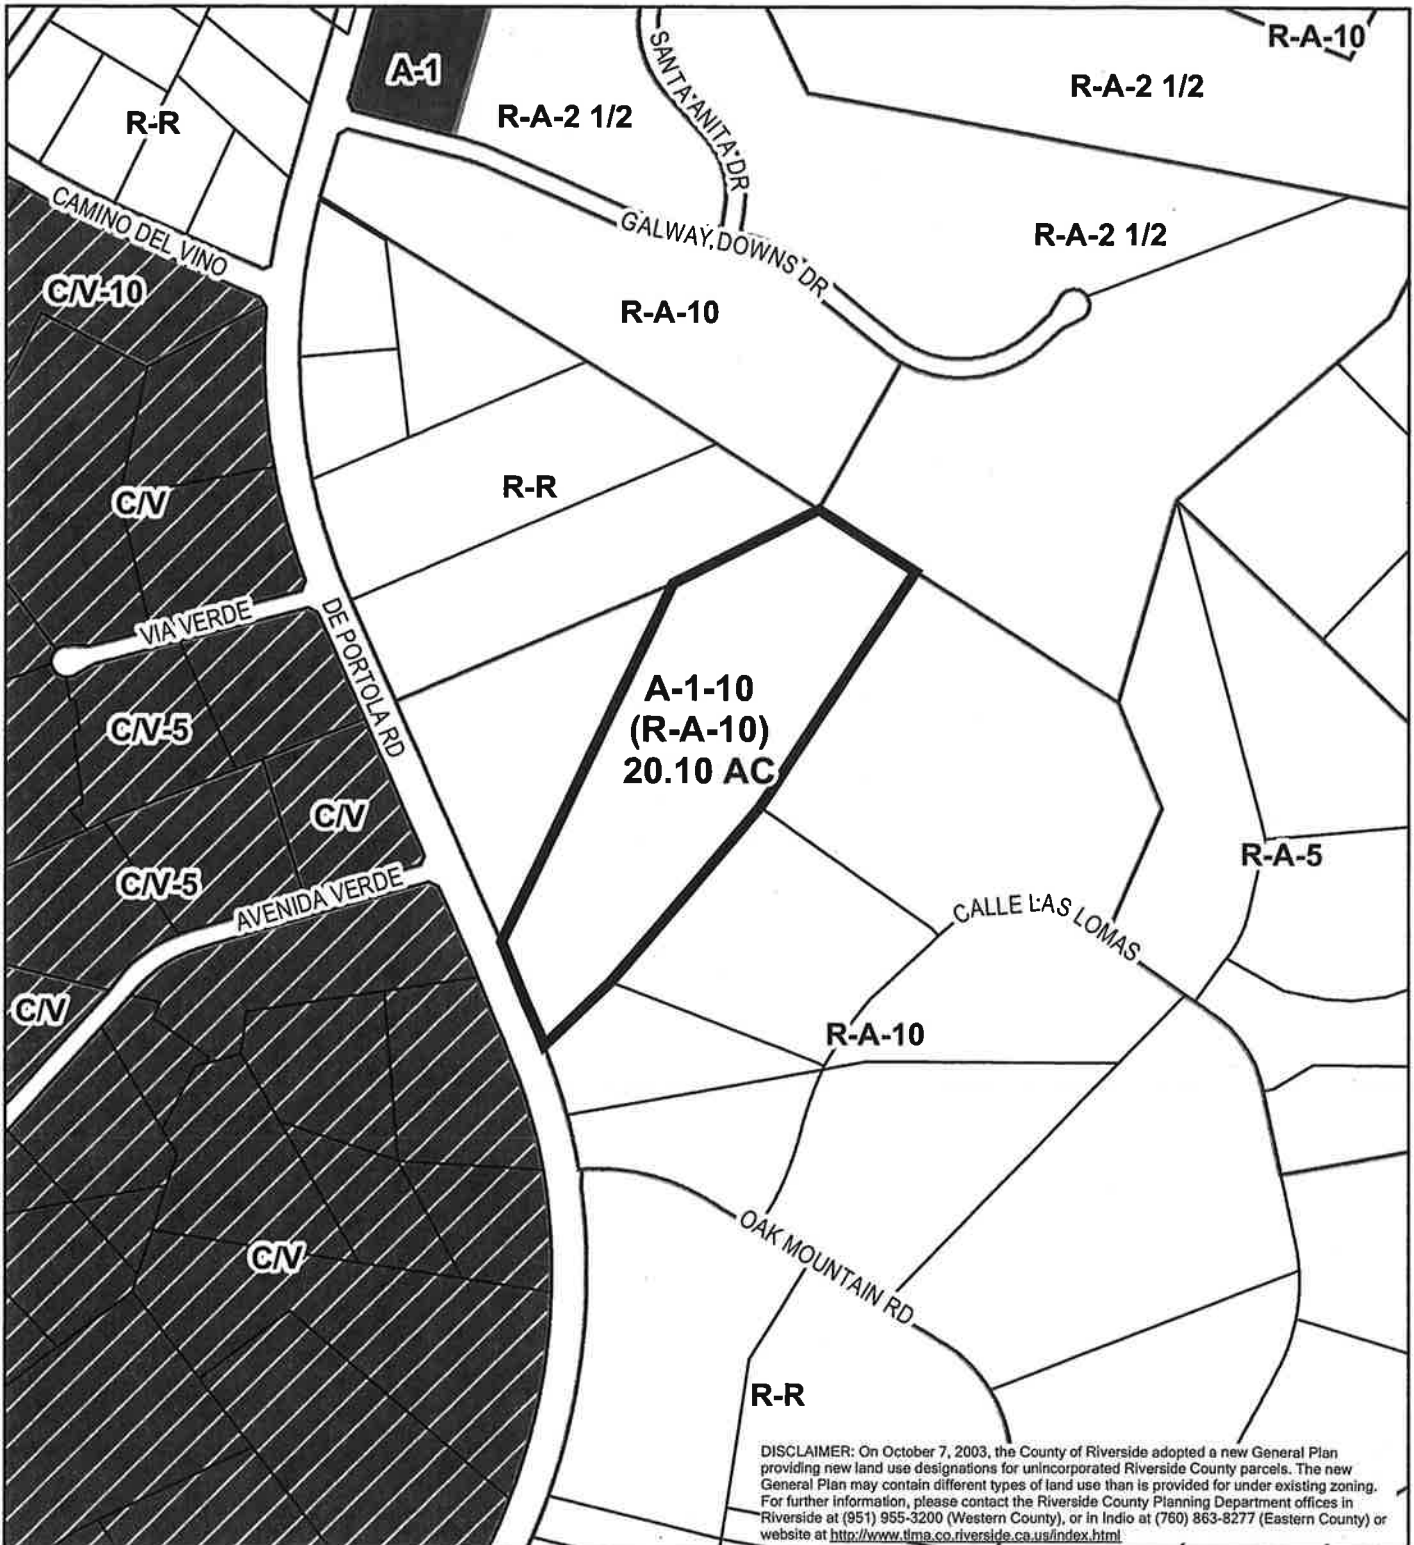 R-A-10
A-1
R-A-2 1/2
SANTA ANITA DR
R-A-2 1/2
R-R
CAMINO DEL VINO
GALWAY DOWNS DR
R-A-2 1/2
C/V-10
R-A-10
C/V
R-R
VIA VERDE
DE PORTOLA RD
A-1-10
(R-A-10)
20.10 AC
C/V-5
C/V
R-A-5
C/V-5
AVENIDA VERDE
CALLE LAS LOMAS
C/V
R-A-10
C/V
OAK MOUNTAIN RD
R-R
DISCLAIMER: On October 7, 2003, the County of Riverside adopted a new General Plan
providing new land use designations for unincorporated Riverside County parcels. The new
General Plan may contain different types of land use than is provided for under existing zoning.
For further information, please contact the Riverside County Planning Department offices in
Riverside at (951) 955-3200 (Western County), or in Indio at (760) 863-8277 (Eastern County) or
website at http://www.tlma.co.riverside.ca.us/index.html